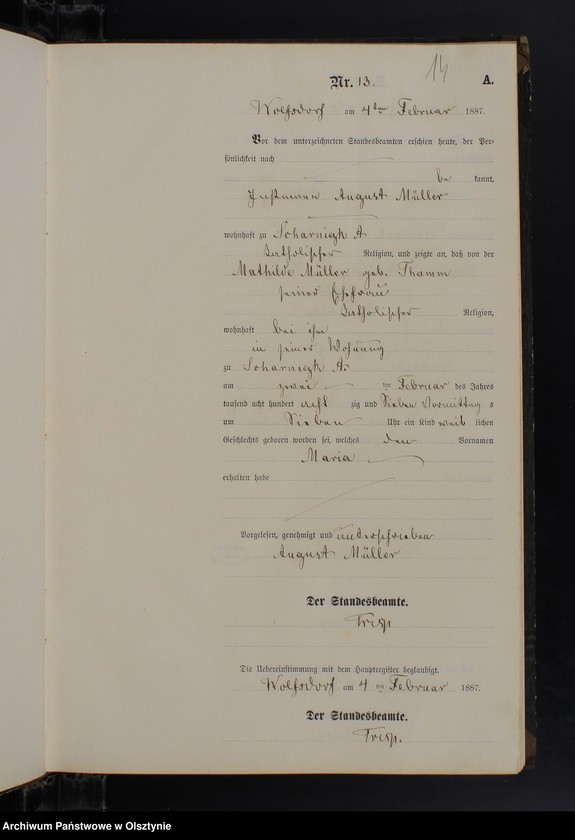 14
Nr. 13. A.
Wolfsdorf am 4ten Februar 1887.
Vor dem unterzeichneten Standesbeamten erschien heute, der Per-
sönlichkeit nach
be kannt,
August Müller
wohnhaft zu Scharnigk A
katholischer Religion, und zeigte an, daß von der
Mathilde Müller geb. Thamm
seiner Ehefrau
katholischer Religion,
wohnhaft bei ihm
in seiner Wohnung
zu Scharnigk A.
am zwei ten Februar des Jahres
tausend acht hundert acht zig und Sieben Vormittag s
um Sieben Uhr ein Kind weib lichen
Geschlechts geboren worden sei, welches den Vornamen
Maria
erhalten habe
Vorgelesen, genehmigt und unterschrieben
August Müller
Der Standesbeamte.
Die Uebereinstimmung mit dem Hauptregister beglaubigt.
Wolfsdorf am 4 ten Februar 1887.
Der Standesbeamte.
Archiwum Państwowe w Olsztynie